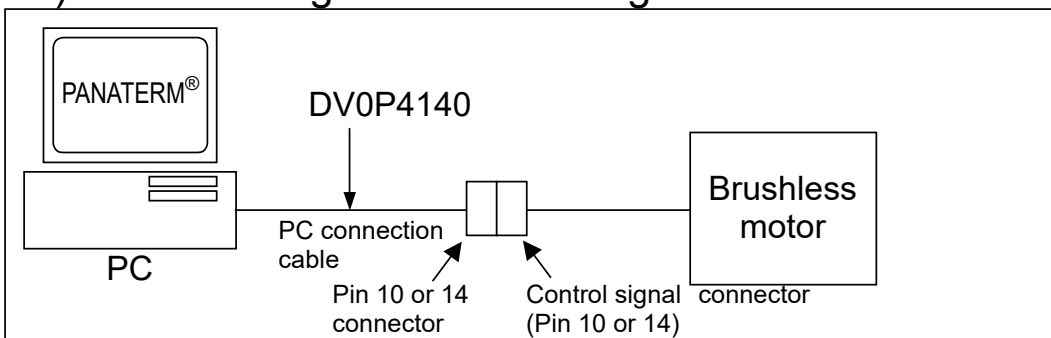 PANATERM®
DV0P4140
Brushless
motor
PC connection
cable
PC
Pin 10 or 14
connector
Control signal connector
(Pin 10 or 14)